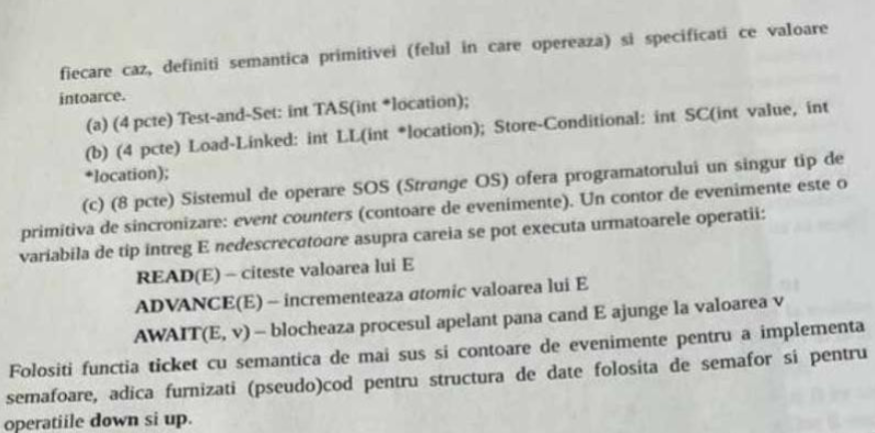 fiecare caz, definiti semantica primitivei (felul in care opereaza) si specificati ce valoare
intoarce.
(a) (4 pcte) Test-and-Set: int TAS(int *location);
(b) (4 pcte) Load-Linked: int LL(int *location); Store-Conditional: int SC(int value, int
*location);
(c) (8 pcte) Sistemul de operare SOS (Strange OS) ofera programatorului un singur tip de
primitiva de sincronizare: event counters (contoare de evenimente). Un contor de evenimente este o
variabila de tip intreg E nedescrecatoare asupra careia se pot executa urmatoarele operatii:
READ(E) – citeste valoarea lui E
ADVANCE(E) – incrementeaza atomic valoarea lui E
AWAIT(E, v) – blocheaza procesul apelant pana cand E ajunge la valoarea v
Folositi functia ticket cu semantica de mai sus si contoare de evenimente pentru a implementa
semafoare, adica furnizati (pseudo)cod pentru structura de date folosita de semafor si pentru
operatiile down si up.